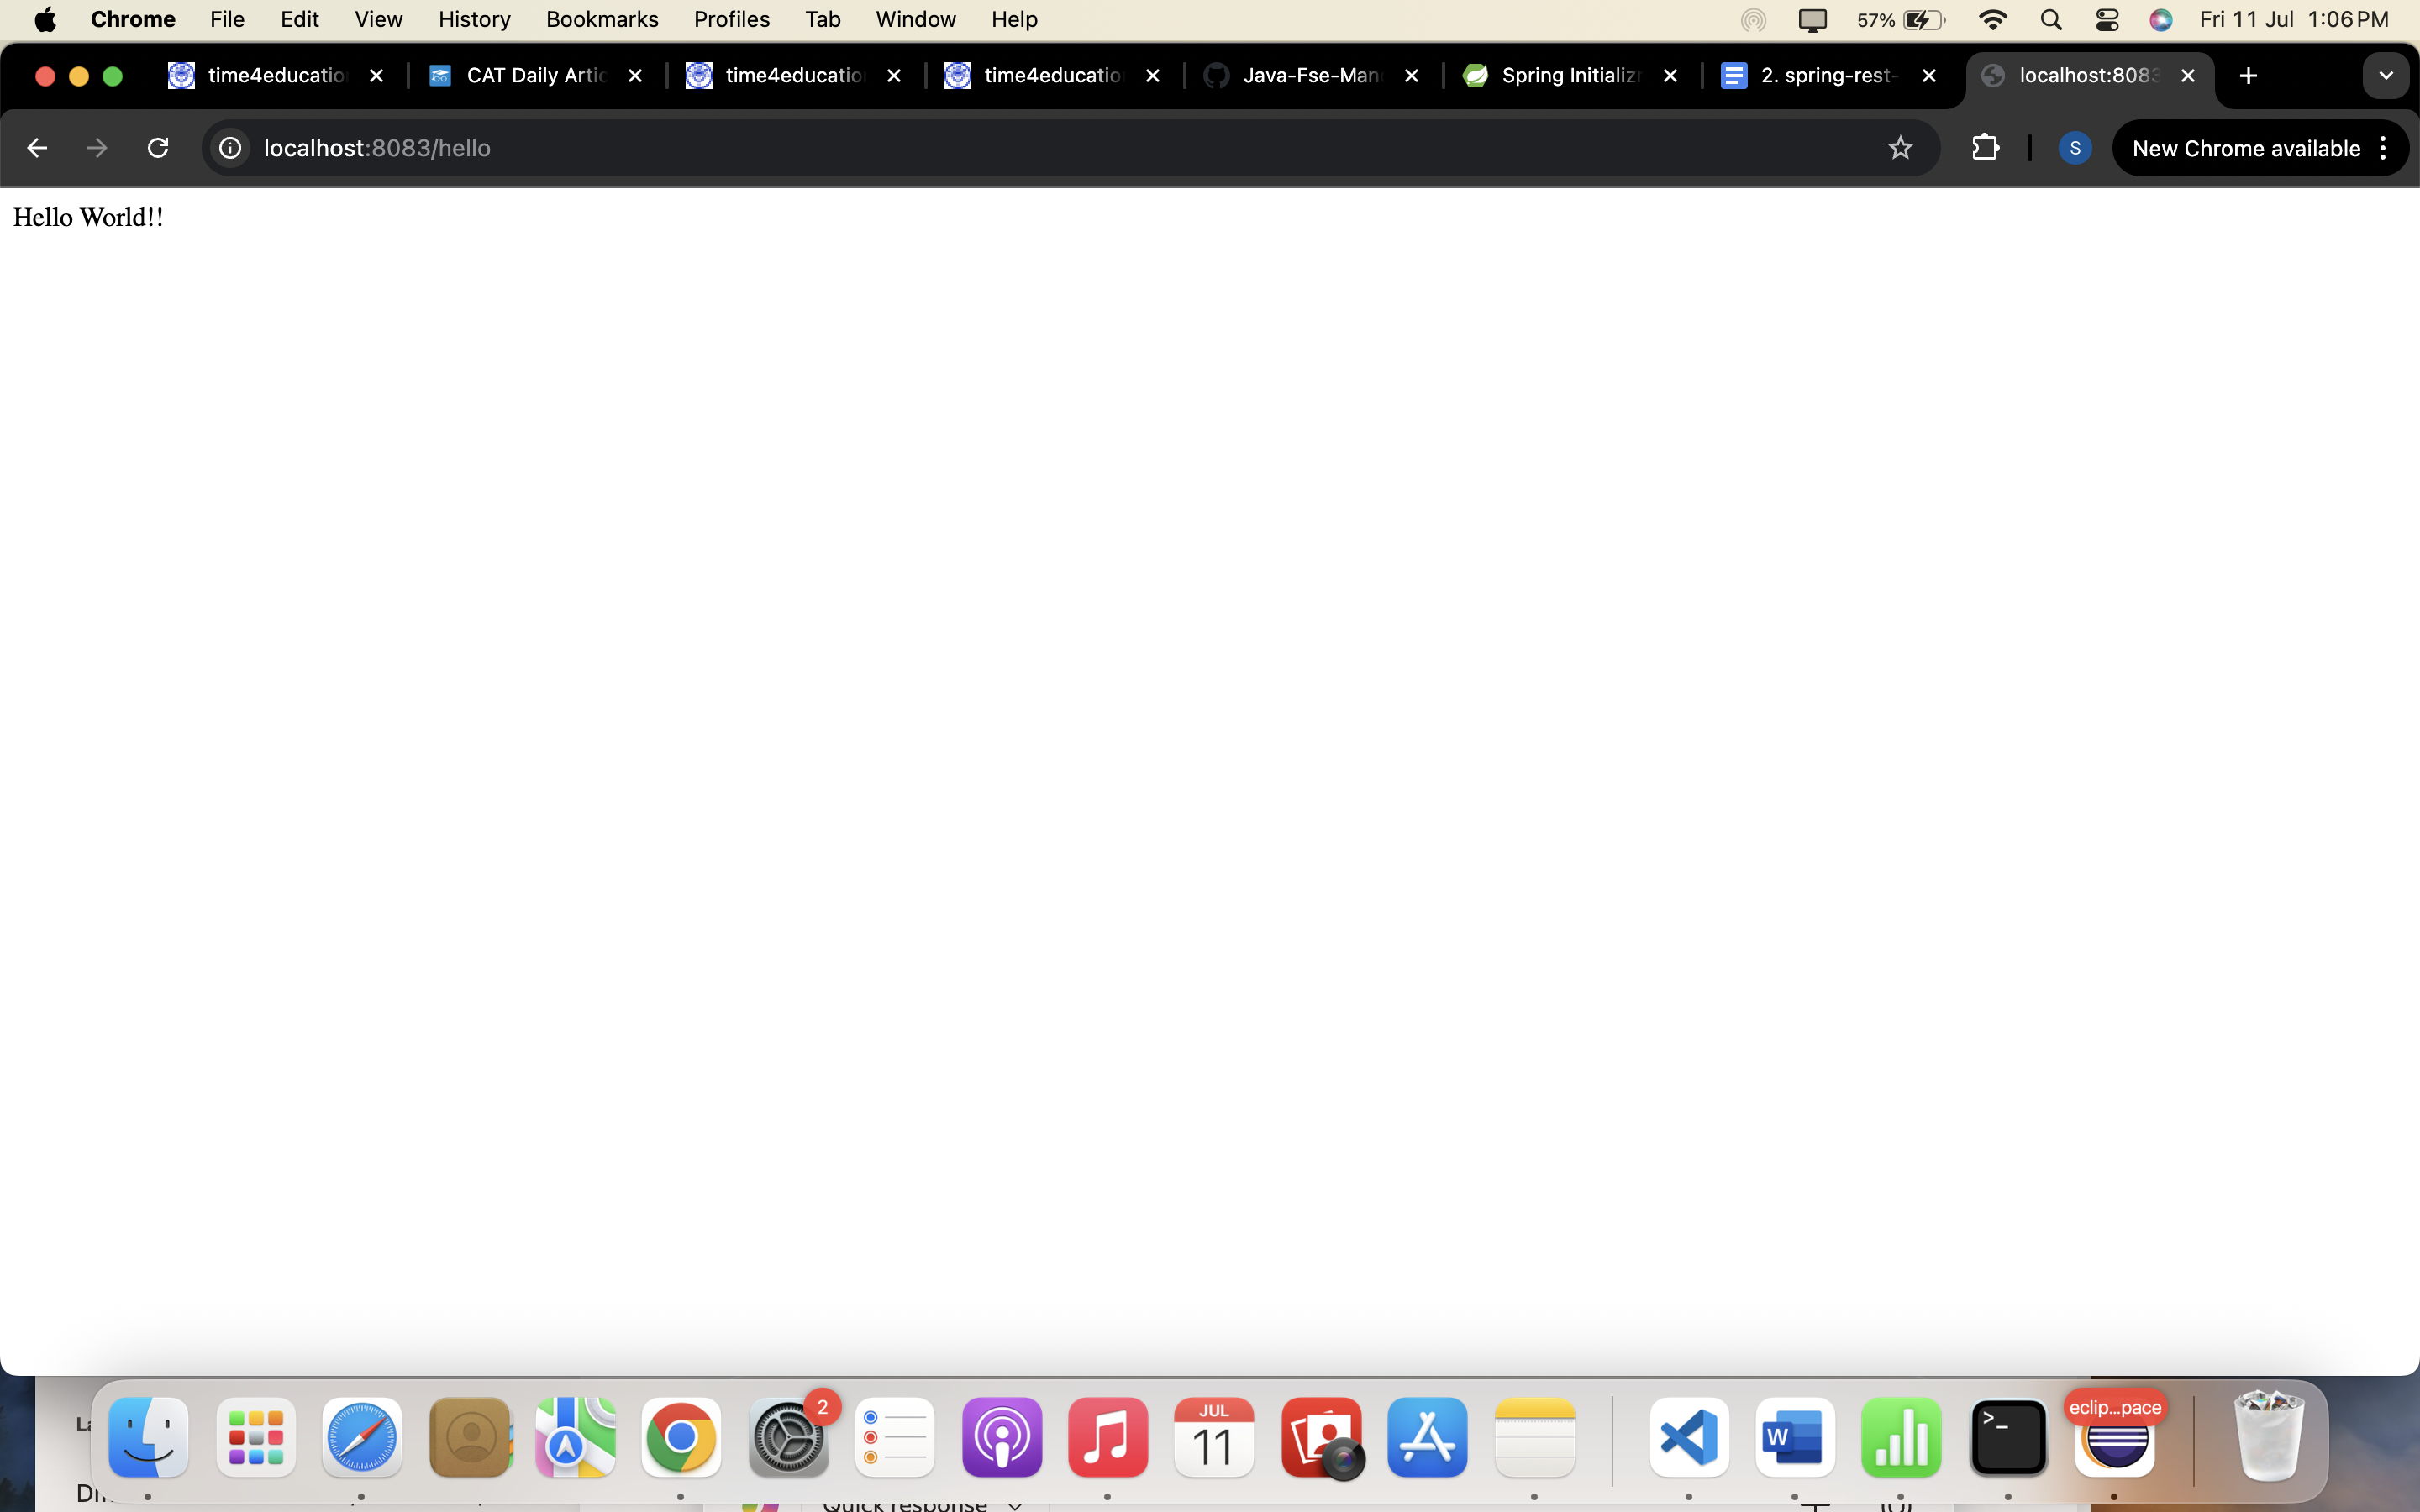 Chrome File Edit View History Bookmarks Profiles Tab Window Help 57% Fri 11 Jul 1:06 PM
time4educatio CAT Daily Artic time4educatio time4educatio Java-Fse-Man Spring Initializr 2. spring-rest- localhost:8083
localhost:8083/hello S New Chrome available
Hello World!!
2 JUL eclip...pace
11 W >_
Quick response